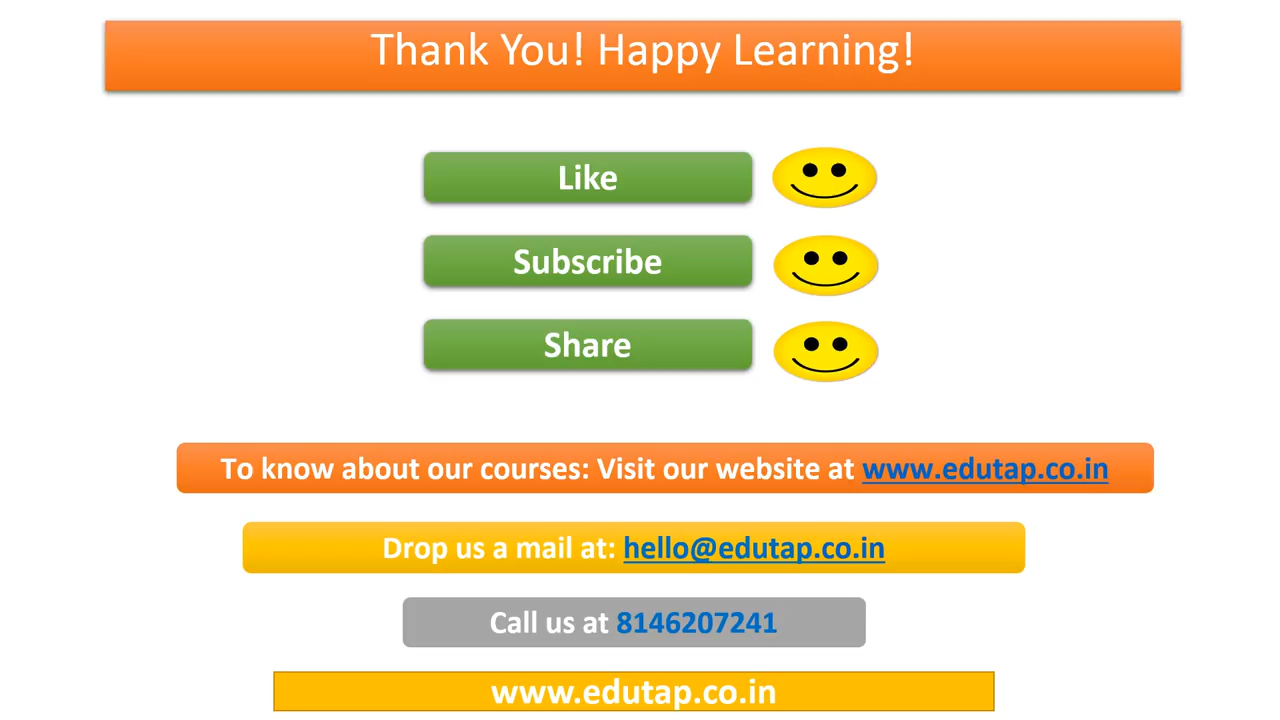 Thank You! Happy Learning!
Like
Subscribe
Share
To know about our courses: Visit our website at www.edutap.co.in
Drop us a mail at: hello@edutap.co.in
Call us at 8146207241
www.edutap.co.in